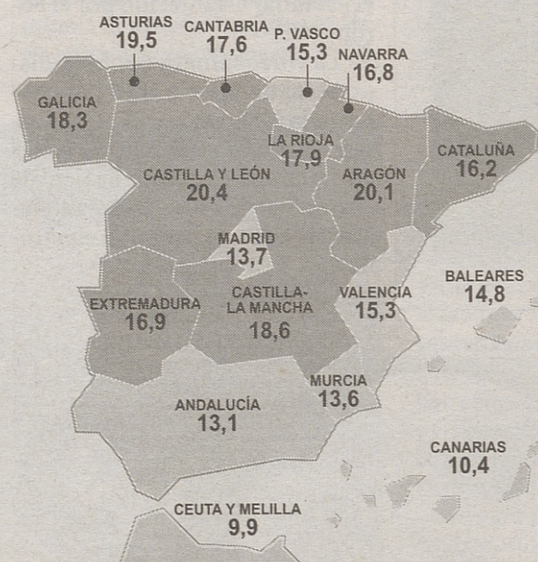 ASTURIAS
19,5
CANTABRIA
17,6
P. VASCO
15,3
NAVARRA
16,8
GALICIA
18,3
LA RIOJA
17,9
CASTILLA Y LEÓN
20,4
ARAGÓN
20,1
CATALUÑA
16,2
MADRID
13,7
BALEARES
14,8
EXTREMADURA
16,9
CASTILLA-
LA MANCHA
18,6
VALENCIA
15,3
ANDALUCÍA
13,1
MURCIA
13,6
CANARIAS
10,4
CEUTA Y MELILLA
9,9